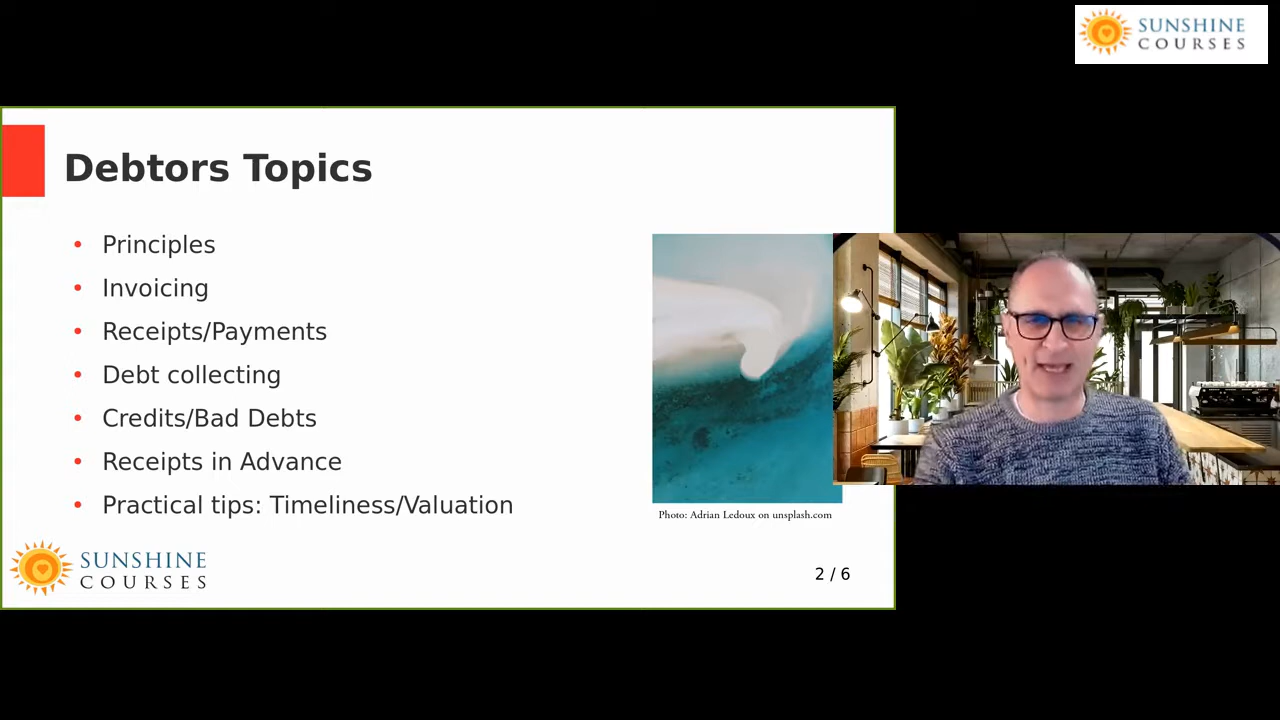 SUNSHINE
COURSES
Debtors Topics
• Principles
• Invoicing
• Receipts/Payments
• Debt collecting
• Credits/Bad Debts
• Receipts in Advance
• Practical tips: Timeliness/Valuation
Photo: Adrian Ledoux on unsplash.com
SUNSHINE
COURSES
2 / 6